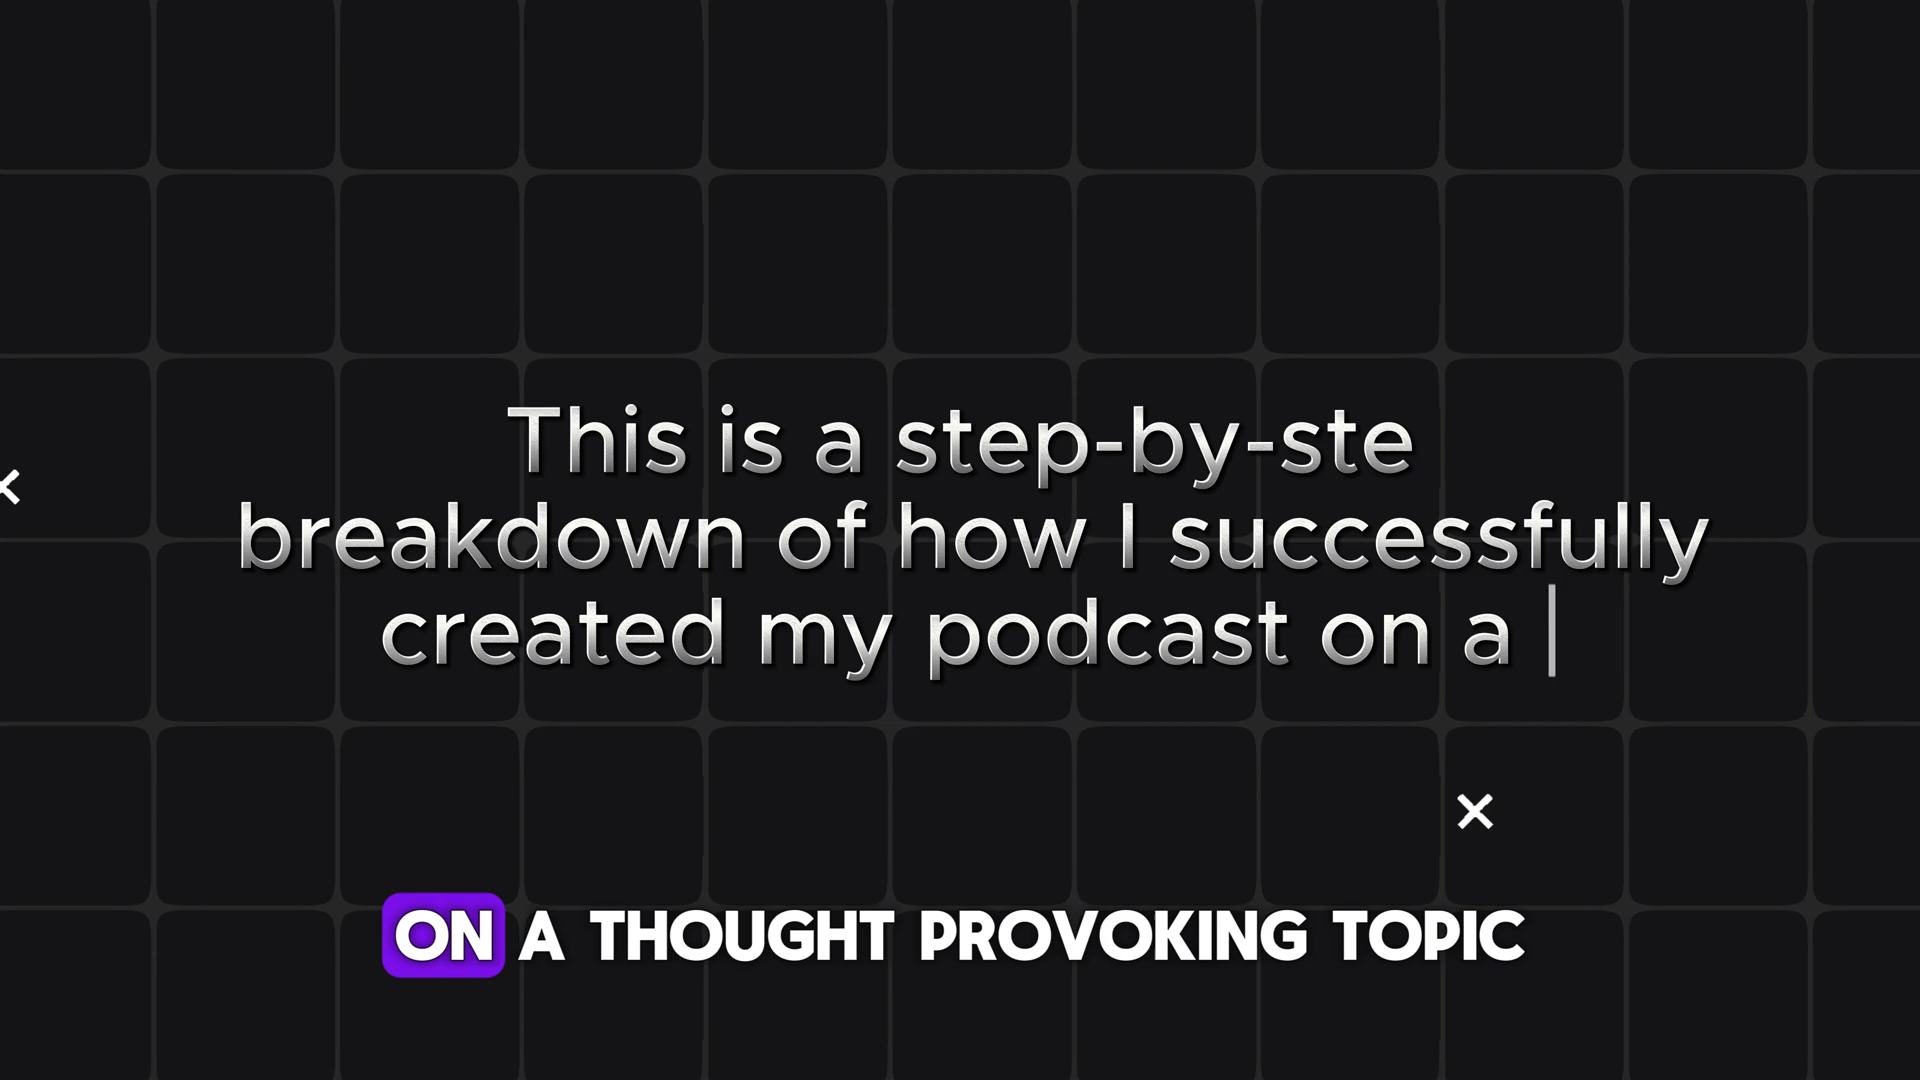 This is a step-by-ste
breakdown of how I successfully
created my podcast on a
ON A THOUGHT PROVOKING TOPIC